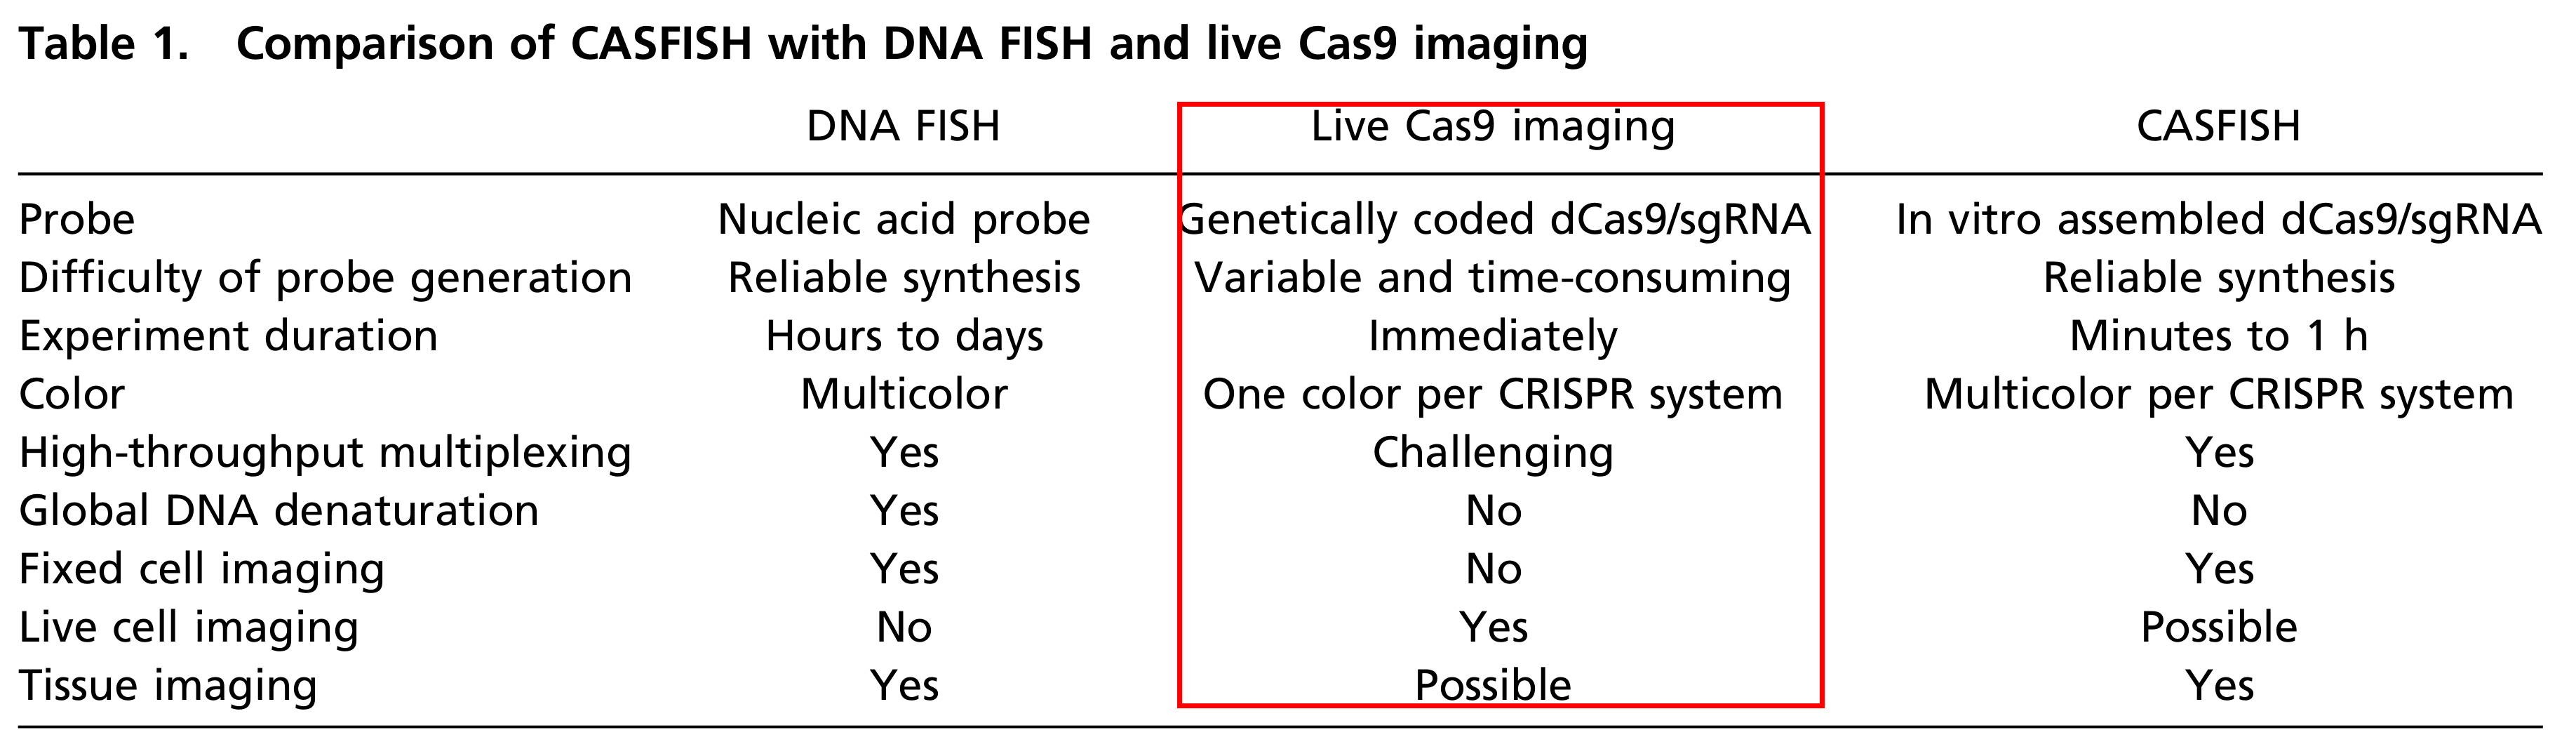 Table 1. Comparison of CASFISH with DNA FISH and live Cas9 imaging
DNA FISH Live Cas9 imaging CASFISH
Probe Nucleic acid probe Genetically coded dCas9/sgRNA In vitro assembled dCas9/sgRNA
Difficulty of probe generation Reliable synthesis Variable and time-consuming Reliable synthesis
Experiment duration Hours to days Immediately Minutes to 1 h
Color Multicolor One color per CRISPR system Multicolor per CRISPR system
High-throughput multiplexing Yes Challenging Yes
Global DNA denaturation Yes No No
Fixed cell imaging Yes No Yes
Live cell imaging No Yes Possible
Tissue imaging Yes Possible Yes